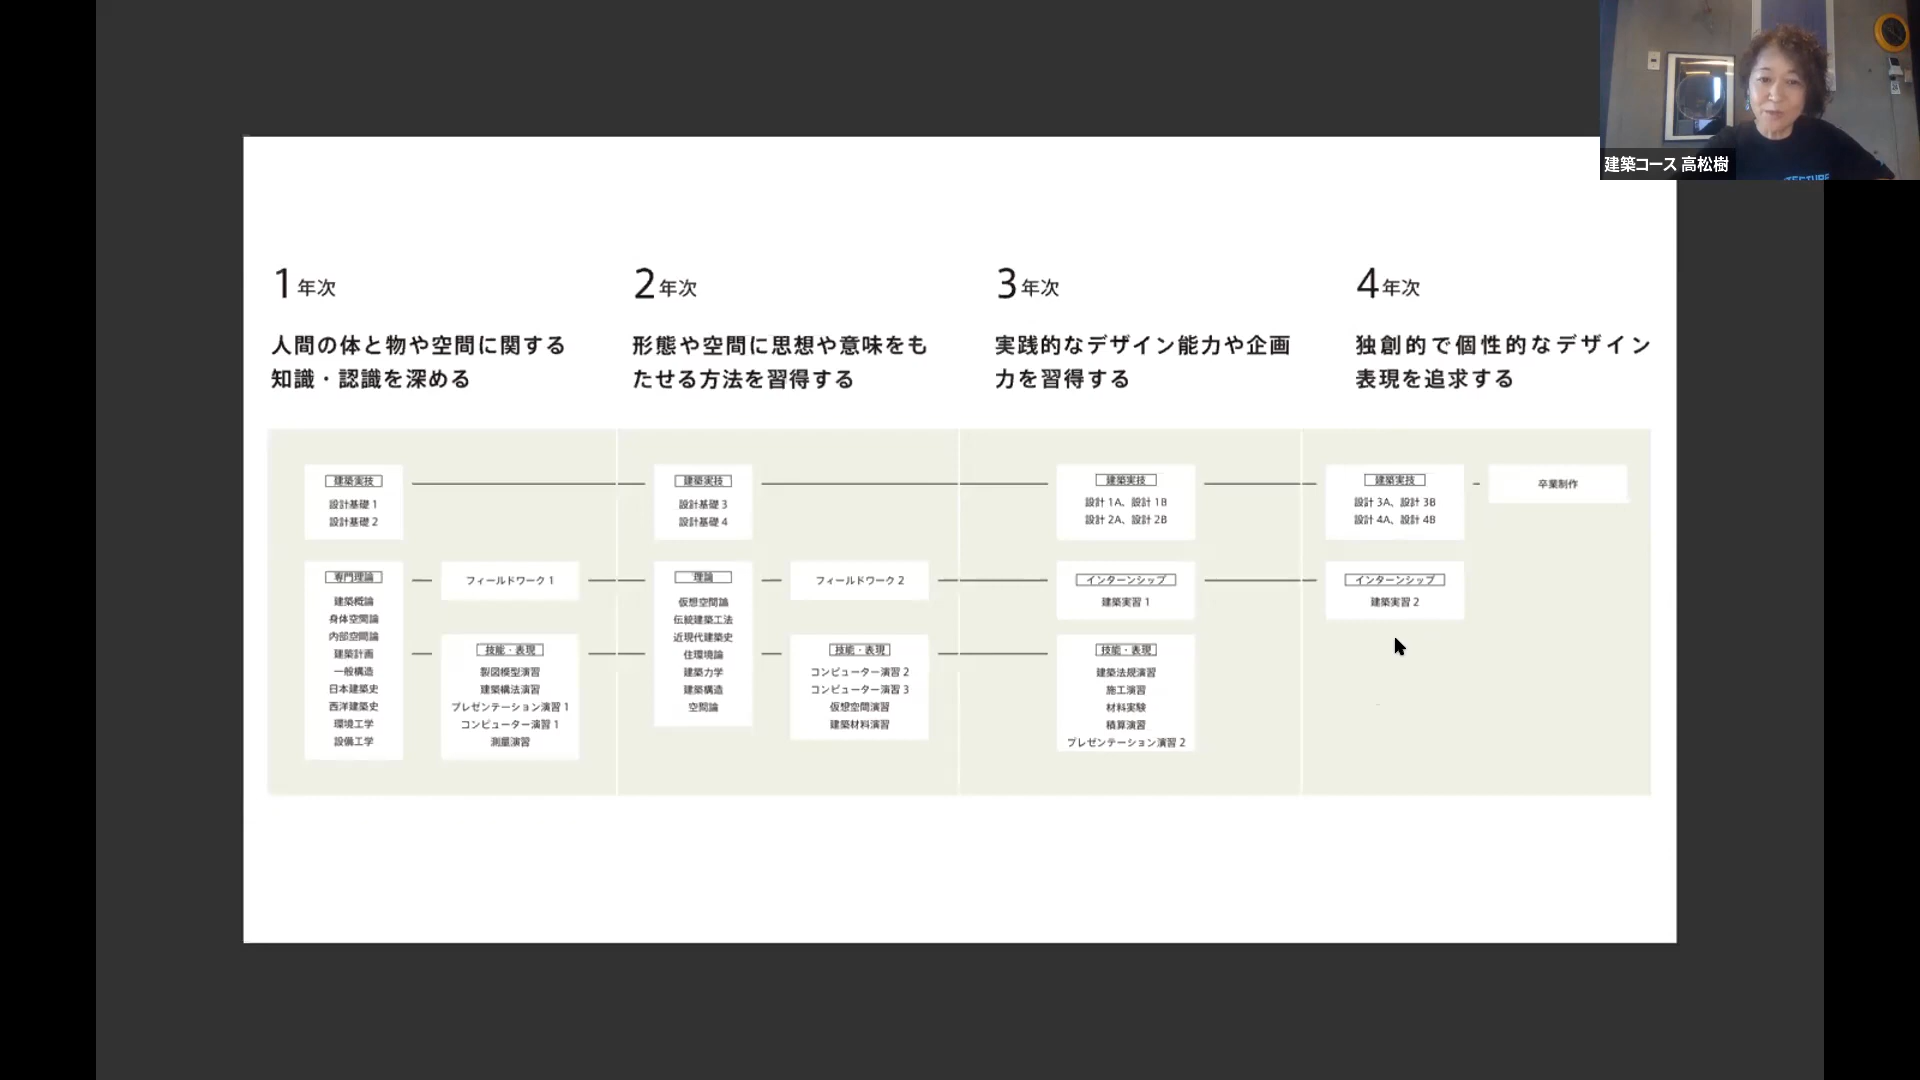 建築コース 高松樹
1年次
人間の体と物や空間に関する
知識・認識を深める
2年次
形態や空間に思想や意味をも
たせる方法を習得する
3年次
実践的なデザイン能力や企画
力を習得する
4年次
独創的で個性的なデザイン
表現を追求する
建築実技
設計基礎 1
設計基礎 2
専門理論
建築概論
身体空間論
内部空間論
建築計画
一般構造
日本建築史
西洋建築史
環境工学
設備工学
フィールドワーク 1
技能・表現
製図模型演習
建築構法演習
プレゼンテーション演習 1
コンピューター演習 1
測量演習
建築実技
設計基礎 3
設計基礎 4
理論
仮想空間論
伝統建築工法
近現代建築史
住環境論
建築力学
建築構造
空間論
フィールドワーク 2
技能・表現
コンピューター演習 2
コンピューター演習 3
仮想空間演習
建築材料演習
建築実技
設計 1A、設計 1B
設計 2A、設計 2B
インターンシップ
建築実習 1
技能・表現
建築法規演習
施工演習
材料実験
積算演習
プレゼンテーション演習 2
建築実技
設計 3A、設計 3B
設計 4A、設計 4B
インターンシップ
建築実習 2
卒業制作